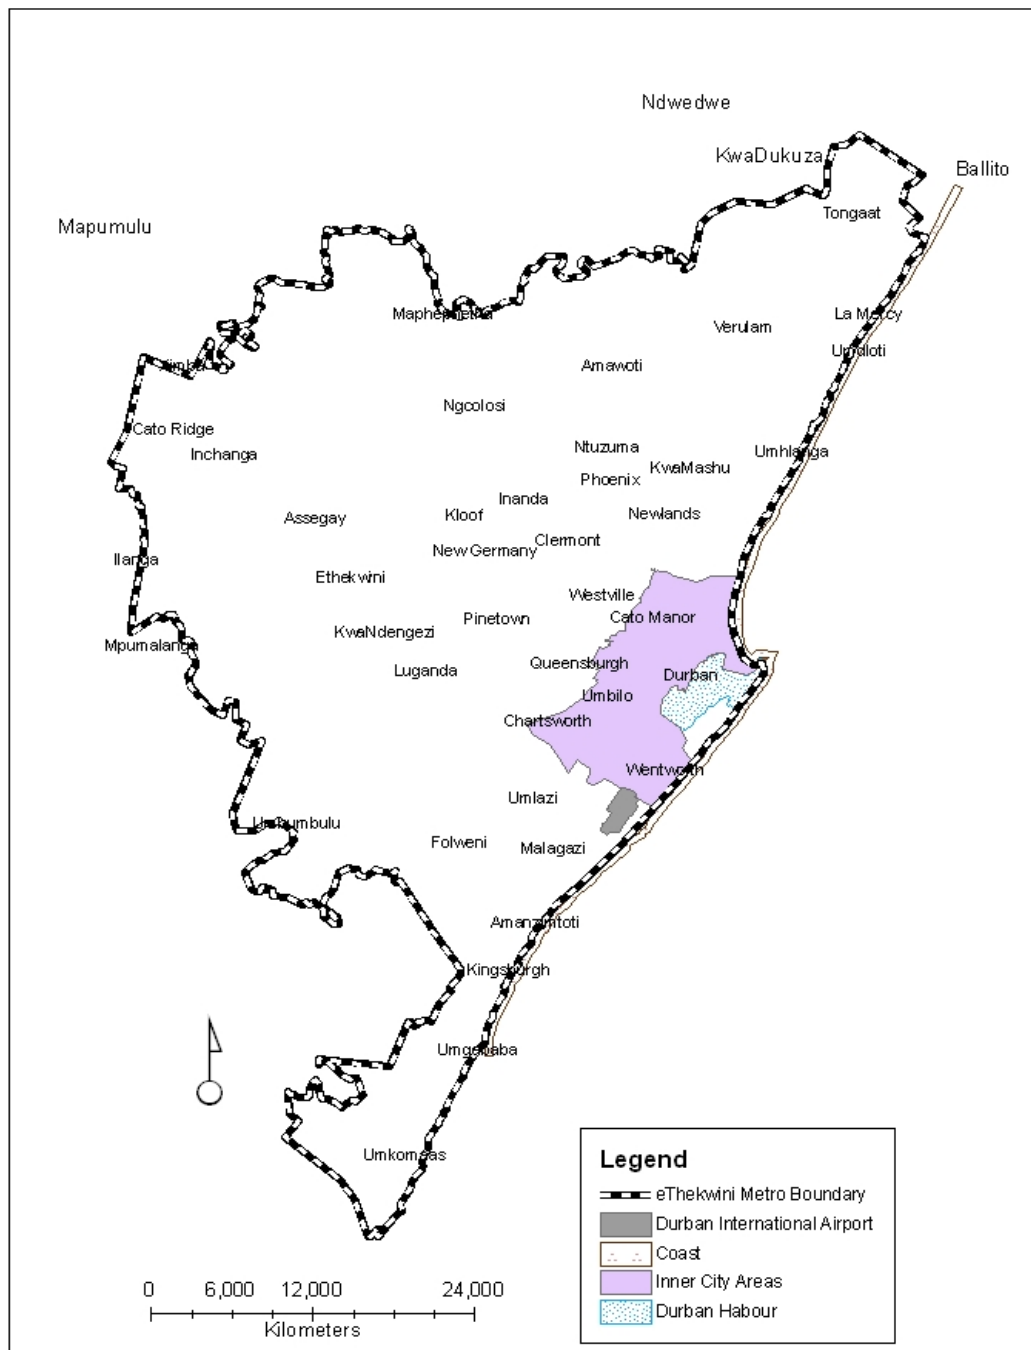 Ndwedwe
KwaDukuza
Ballito
Tongaat
Mapumulu
Maphephetha
Verulam
La Mercy
Umdloti
Amawoti
Ngcolosi
Cato Ridge
Inchanga
Ntuzuma
KwaMashu
Umhlanga
Phoenix
Inanda
Assegay
Kloof
Newlands
Clermont
New Germany
Ilanga
Ethekwini
Westville
Cato Manor
Pinetown
KwaNdengezi
Mpumalanga
Queensburgh
Luganda
Durban
Umbilo
Chartsworth
Wentworth
Umlazi
Umbumbulu
Folweni
Malagazi
Amanzimtoti
Kingsburgh
Umgababa
Umkomaas
Legend
eThekwini Metro Boundary
Durban International Airport
Coast
Inner City Areas
Durban Habour
0 6,000 12,000 24,000
Kilometers